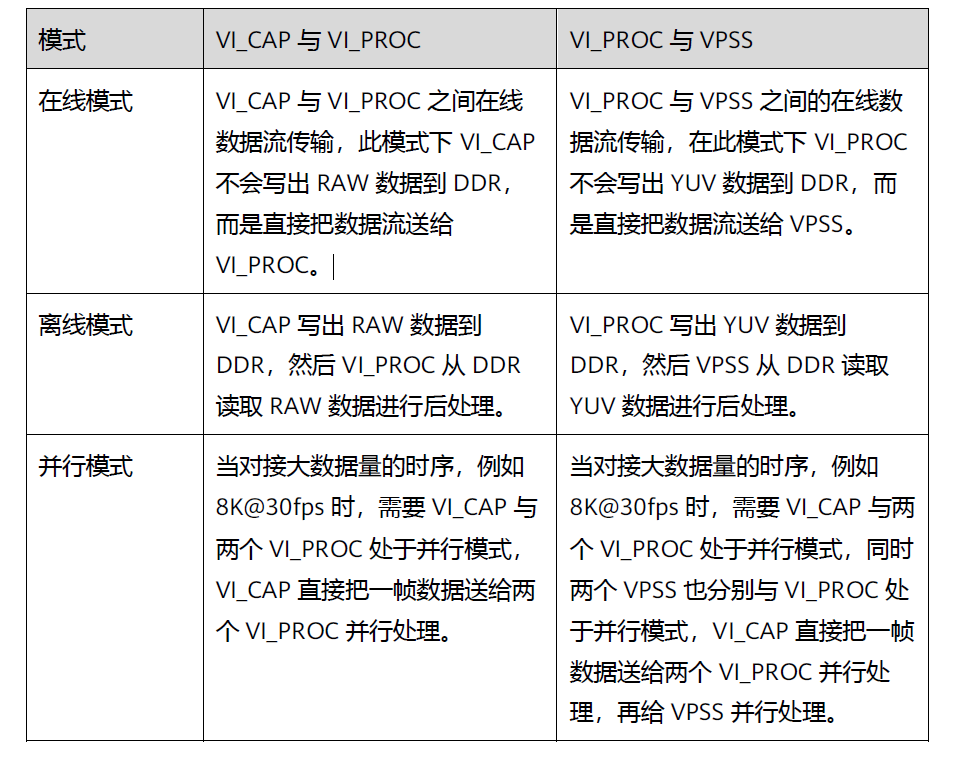 模式
VI_CAP 与 VI_PROC
VI_PROC 与 VPSS
在线模式
VI_CAP 与 VI_PROC 之间在线
数据流传输，此模式下 VI_CAP
不会写出 RAW 数据到 DDR，
而是直接把数据流送给
VI_PROC。
VI_PROC 与 VPSS 之间的在线数
据流传输，在此模式下 VI_PROC
不会写出 YUV 数据到 DDR，而
是直接把数据流送给 VPSS。
离线模式
VI_CAP 写出 RAW 数据到
DDR，然后 VI_PROC 从 DDR
读取 RAW 数据进行后处理。
VI_PROC 写出 YUV 数据到
DDR，然后 VPSS 从 DDR 读取
YUV 数据进行后处理。
并行模式
当对接大数据量的时序，例如
8K@30fps 时，需要 VI_CAP 与
两个 VI_PROC 处于并行模式，
VI_CAP 直接把一帧数据送给两
个 VI_PROC 并行处理。
当对接大数据量的时序，例如
8K@30fps 时，需要 VI_CAP 与两
个 VI_PROC 处于并行模式，同时
两个 VPSS 也分别与 VI_PROC 处
于并行模式，VI_CAP 直接把一帧
数据送给两个 VI_PROC 并行处
理，再给 VPSS 并行处理。